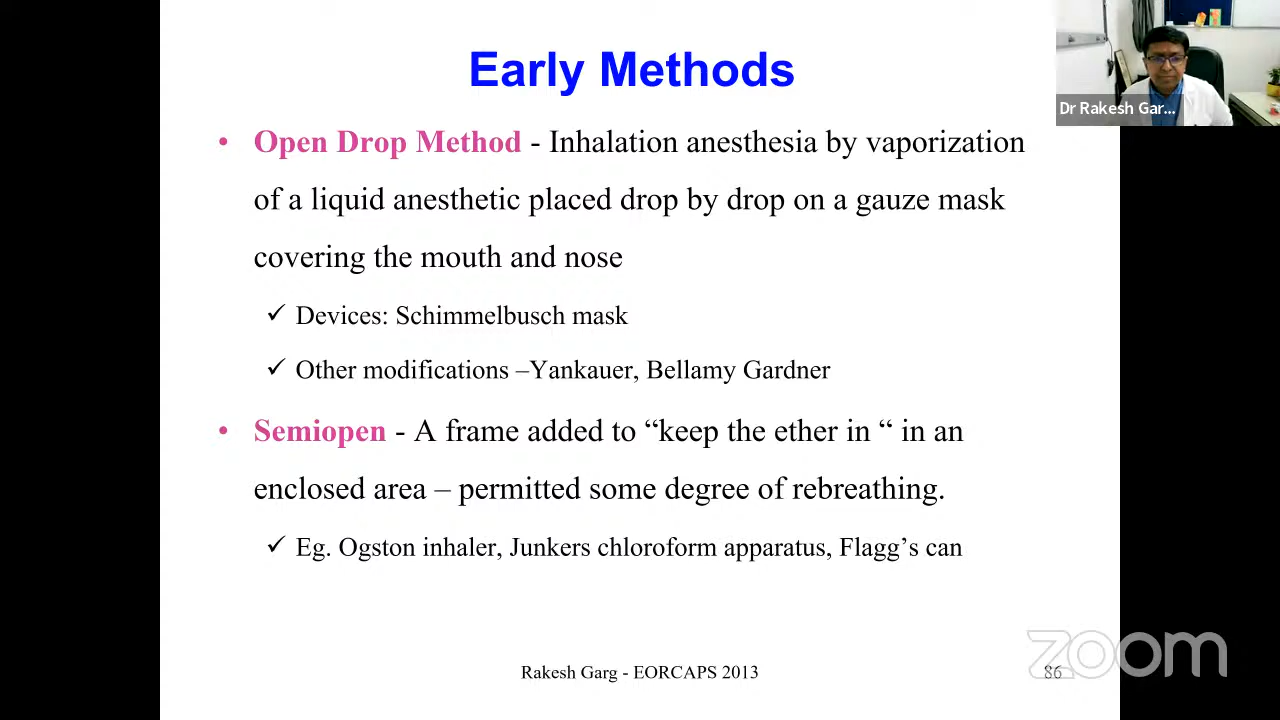 Early Methods
Dr Rakesh Gar...
• Open Drop Method - Inhalation anesthesia by vaporization
of a liquid anesthetic placed drop by drop on a gauze mask
covering the mouth and nose
✓ Devices: Schimmelbusch mask
✓ Other modifications –Yankauer, Bellamy Gardner
• Semiopen - A frame added to “keep the ether in “ in an
enclosed area – permitted some degree of rebreathing.
✓ Eg. Ogston inhaler, Junkers chloroform apparatus, Flagg’s can
zoom
Rakesh Garg - EORCAPS 2013
86